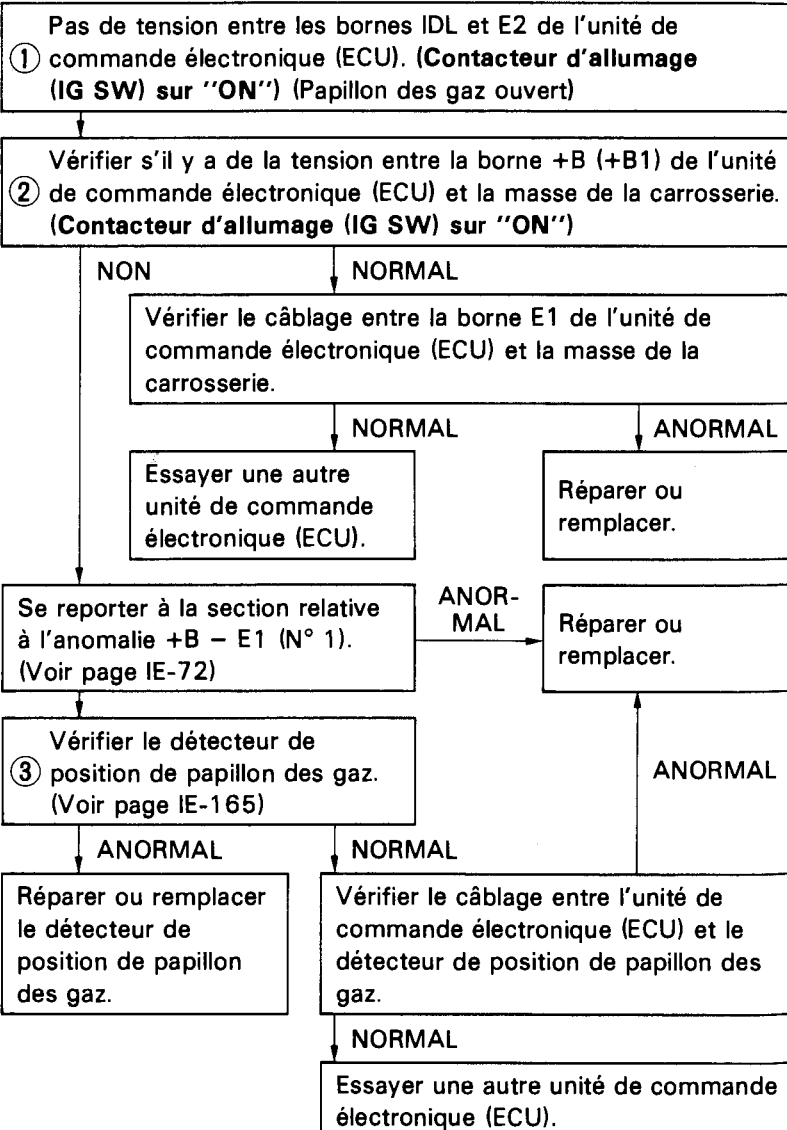 Pas de tension entre les bornes IDL et E2 de l'unité de
① commande électronique (ECU). (Contacteur d'allumage
(IG SW) sur ''ON'') (Papillon des gaz ouvert)
Vérifier s'il y a de la tension entre la borne +B (+B1) de l'unité
② de commande électronique (ECU) et la masse de la carrosserie.
(Contacteur d'allumage (IG SW) sur ''ON'')
NON
NORMAL
Vérifier le câblage entre la borne E1 de l'unité de
commande électronique (ECU) et la masse de la
carrosserie.
NORMAL
ANORMAL
Essayer une autre
unité de commande
électronique (ECU).
Réparer ou
remplacer.
Se reporter à la section relative
à l'anomalie +B − E1 (N° 1).
(Voir page IE-72)
ANOR-
MAL
Réparer ou
remplacer.
Vérifier le détecteur de
③ position de papillon des gaz.
(Voir page IE-165)
ANORMAL
ANORMAL
NORMAL
Réparer ou remplacer
le détecteur de
position de papillon
des gaz.
Vérifier le câblage entre l'unité de
commande électronique (ECU) et le
détecteur de position de papillon des
gaz.
NORMAL
Essayer une autre unité de commande
électronique (ECU).